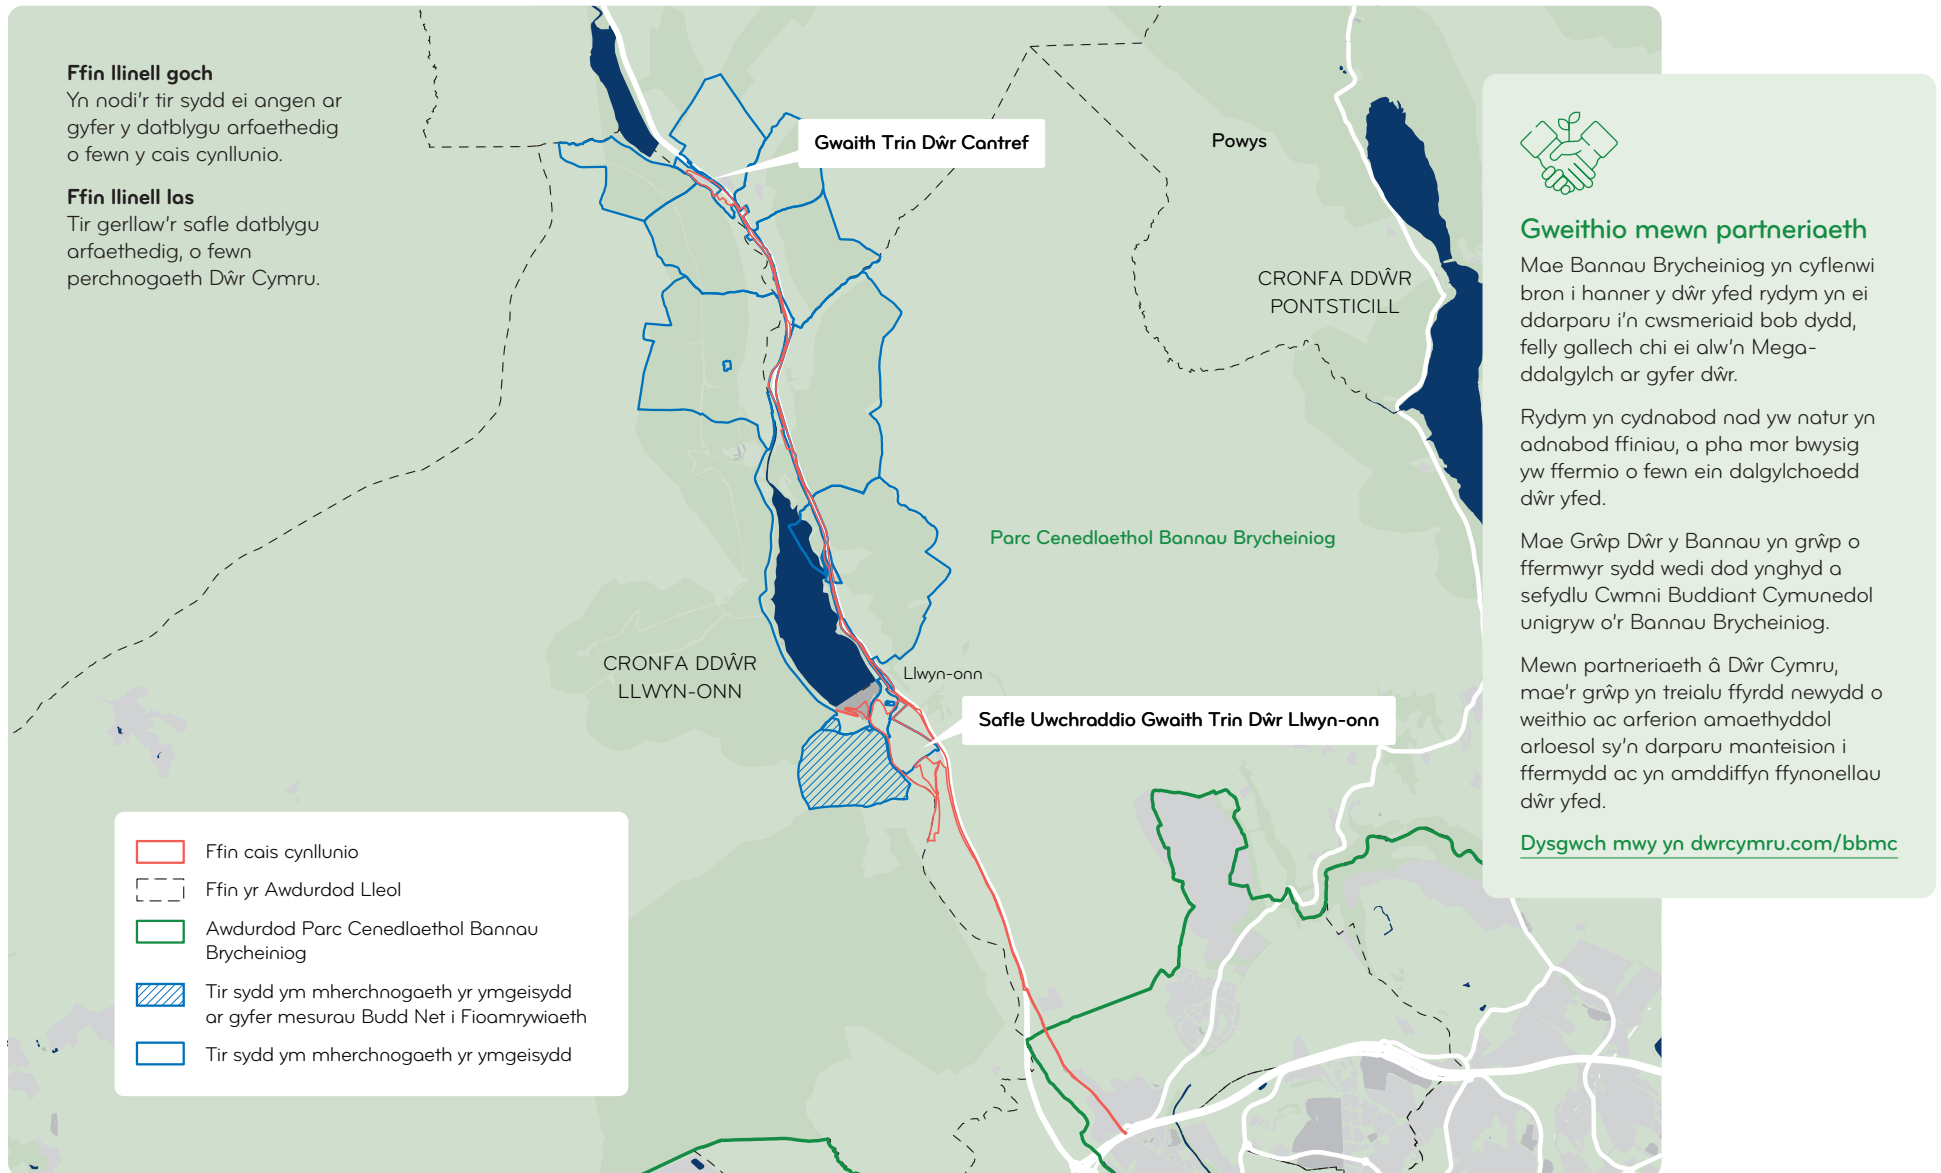 Ffin llinell goch
Yn nodi'r tir sydd ei angen ar
gyfer y datblygu arfaethedig
o fewn y cais cynllunio.
Ffin llinell las
Tir gerllaw'r safle datblygu
arfaethedig, o fewn
perchnogaeth Dŵr Cymru.
Gwaith Trin Dŵr Cantref
Powys
CRONFA DDŴR
PONTSTICILL
Parc Cenedlaethol Bannau Brycheiniog
CRONFA DDŴR
LLWYN-ONN
Llwyn-onn
Safle Uwchraddio Gwaith Trin Dŵr Llwyn-onn
Ffin cais cynllunio
Ffin yr Awdurdod Lleol
Awdurdod Parc Cenedlaethol Bannau
Brycheiniog
Tir sydd ym mherchnogaeth yr ymgeisydd
ar gyfer mesurau Budd Net i Fioamrywiaeth
Tir sydd ym mherchnogaeth yr ymgeisydd
Gweithio mewn partneriaeth
Mae Bannau Brycheiniog yn cyflenwi
bron i hanner y dŵr yfed rydym yn ei
ddarparu i'n cwsmeriaid bob dydd,
felly gallech chi ei alw'n Mega-
ddalgylch ar gyfer dŵr.
Rydym yn cydnabod nad yw natur yn
adnabod ffiniau, a pha mor bwysig
yw ffermio o fewn ein dalgylchoedd
dŵr yfed.
Mae Grŵp Dŵr y Bannau yn grŵp o
ffermwyr sydd wedi dod ynghyd a
sefydlu Cwmni Buddiant Cymunedol
unigryw o'r Bannau Brycheiniog.
Mewn partneriaeth â Dŵr Cymru,
mae'r grŵp yn treialu ffyrdd newydd o
weithio ac arferion amaethyddol
arloesol sy'n darparu manteision i
ffermydd ac yn amddiffyn ffynonellau
dŵr yfed.
Dysgwch mwy yn dwrcymru.com/bbmc